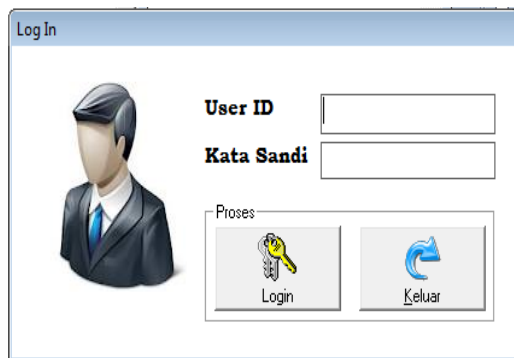 Log In
User ID
Kata Sandi
Proses
Login
Keluar